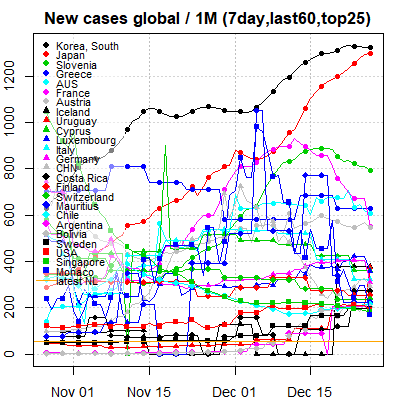 New cases global / 1M (7day,last60,top25)
Korea, South
Japan
Slovenia
Greece
AUS
France
Austria
Iceland
Uruguay
Cyprus
Luxembourg
Italy
Germany
CHN
Costa Rica
Finland
Switzerland
Mauritius
Chile
Argentina
Bolivia
Sweden
USA
Singapore
Monaco
latest NL
0
200
400
600
800
1000
1200
Nov 01
Nov 15
Dec 01
Dec 15